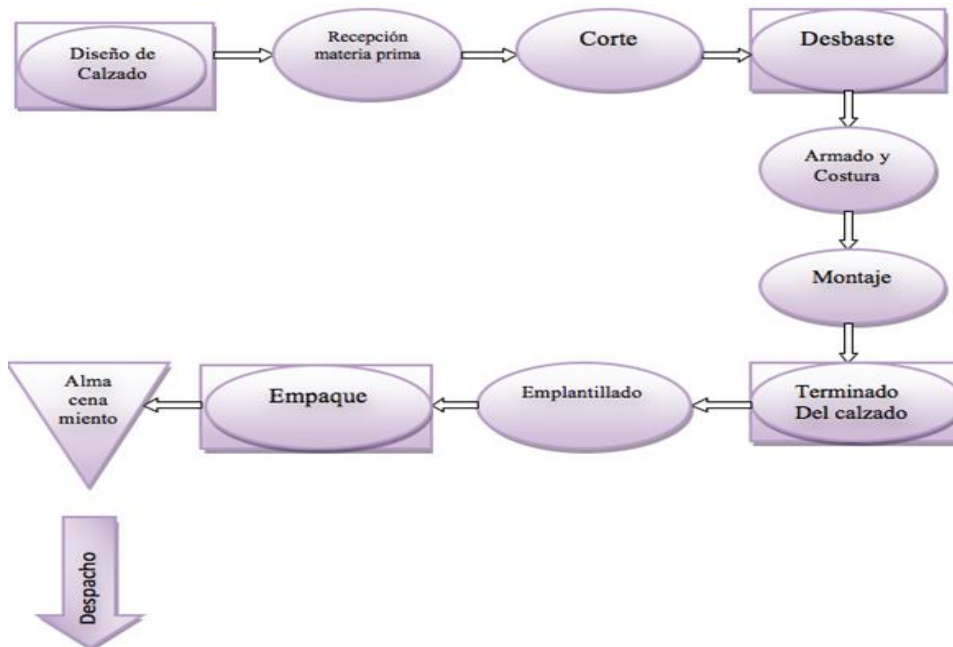 Diseño de
Calzado
Recepción
materia prima
Corte
Desbaste
Armado y
Costura
Montaje
Terminado
Del calzado
Emplantillado
Empaque
Alma
cena
miento
Despacho